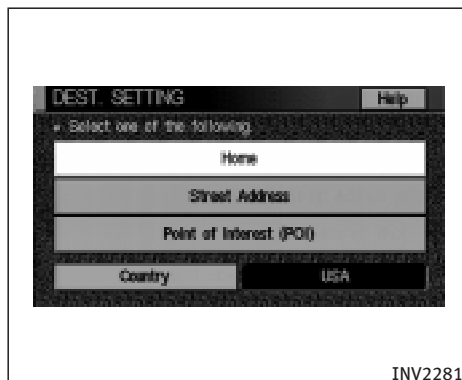 DEST. SETTING Help
• Select one of the following.
Home
Street Address
Point of Interest (POI)
Country USA
INV2281